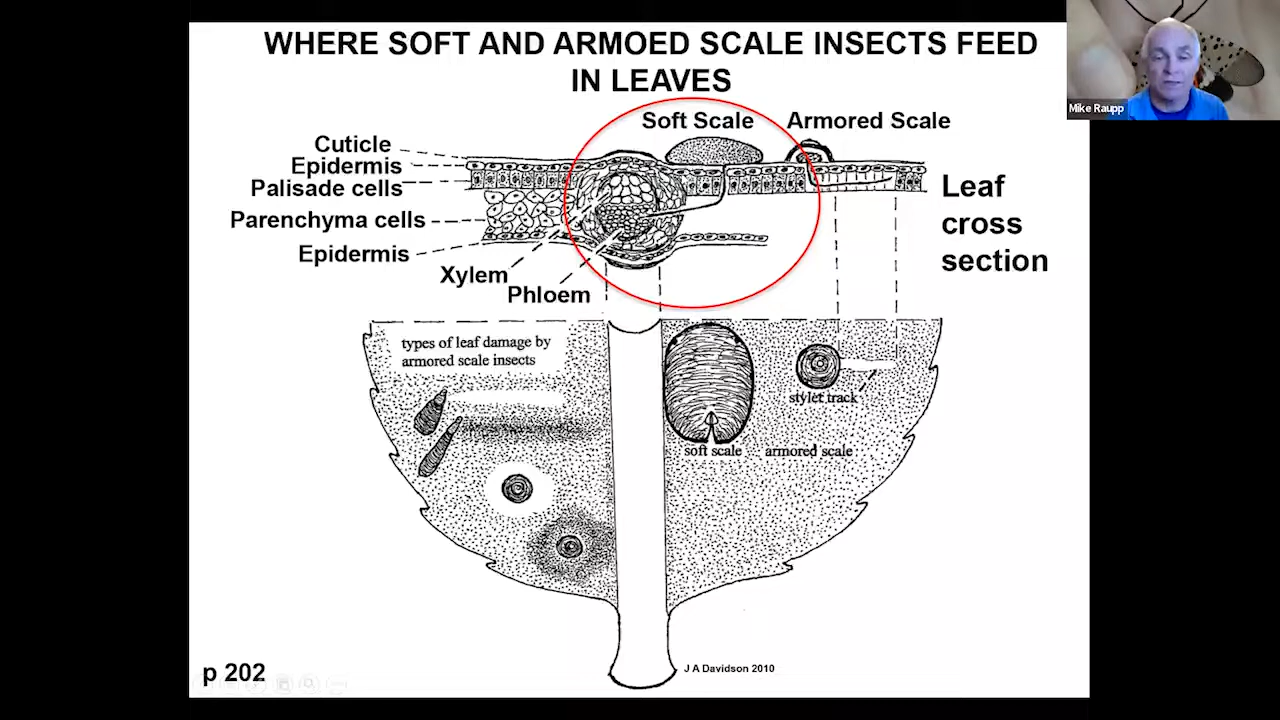 WHERE SOFT AND ARMOED SCALE INSECTS FEED
IN LEAVES
Mike Raupp
Soft Scale
Armored Scale
Cuticle
Epidermis
Palisade cells
Parenchyma cells
Epidermis
Xylem
Phloem
Leaf
cross
section
types of leaf damage by
armored scale insects
stylet track
soft scale
armored scale
J A Davidson 2010
p 202